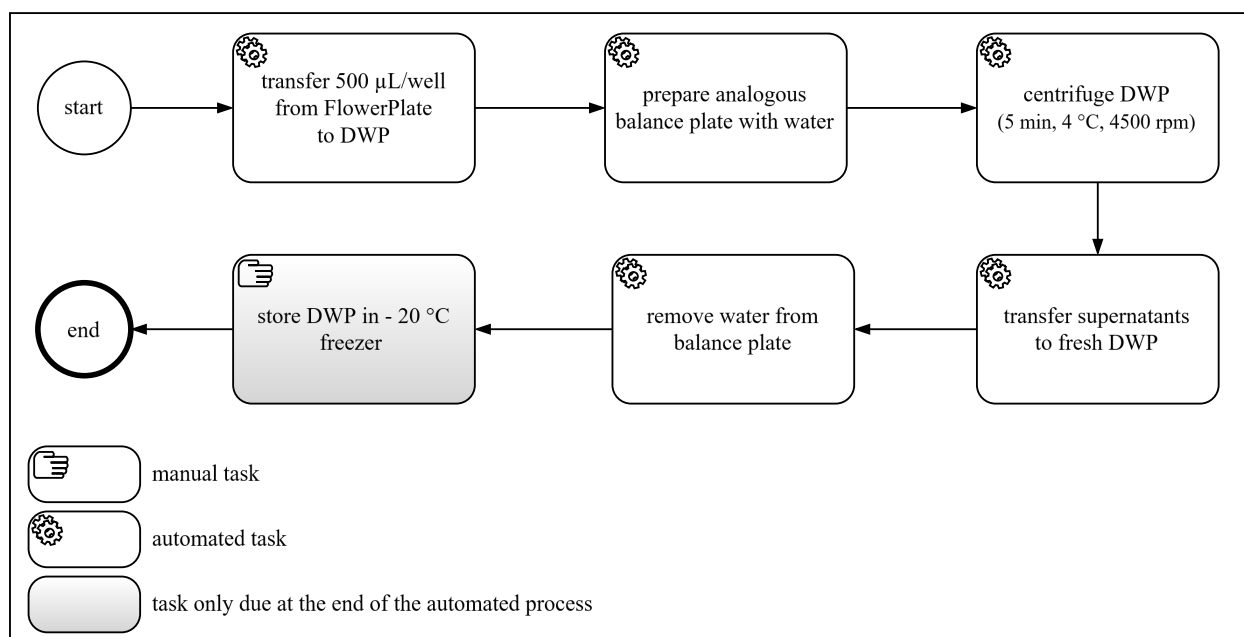 start
transfer 500 µL/well
from FlowerPlate
to DWP
prepare analogous
balance plate with water
centrifuge DWP
(5 min, 4 °C, 4500 rpm)
transfer supernatants
to fresh DWP
remove water from
balance plate
store DWP in - 20 °C
freezer
end
manual task
automated task
task only due at the end of the automated process